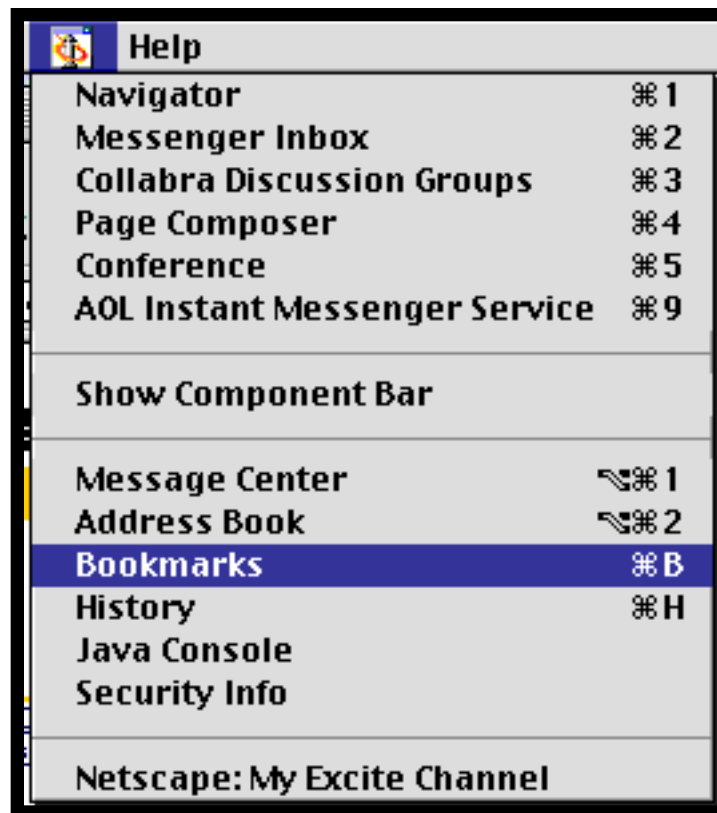 Help
Navigator ⌘1
Messenger Inbox ⌘2
Collabra Discussion Groups ⌘3
Page Composer ⌘4
Conference ⌘5
AOL Instant Messenger Service ⌘9
Show Component Bar
Message Center ⌥⌘1
Address Book ⌥⌘2
Bookmarks ⌘B
History ⌘H
Java Console
Security Info
Netscape: My Excite Channel